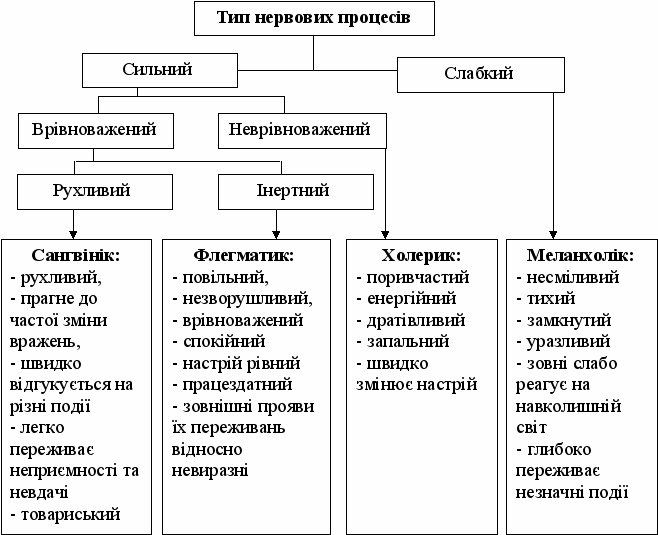 Тип нервових процесів
Сильний
Слабкий
Врівноважений
Неврівноважений
Рухливий
Інертний
Сангвінік:
- рухливий,
- прагне до
частої зміни
вражень,
- швидко
відгукується на
різні події
- легко
переживає
неприємності та
невдачі
- товариський
Флегматик:
- повільний,
- незворушливий,
- врівноважений
- спокійний
- настрій рівний
- працездатний
- зовнішні прояви
їх переживань
відносно
невиразні
Холерик:
- поривчастий
- енергійний
- дратівливий
- запальний
- швидко
змінює настрій
Меланхолік:
- несміливий
- тихий
- замкнутий
- уразливий
- зовні слабо
реагує на
навколишній
світ
- глибоко
переживає
незначні події